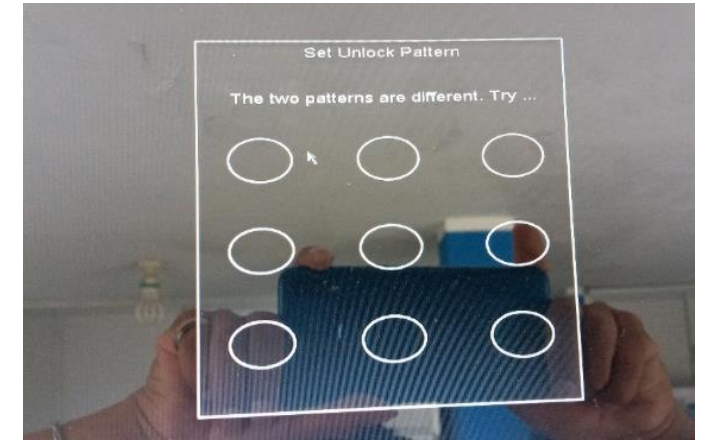 Set Unlock Pattern
The two patterns are different. Try ...